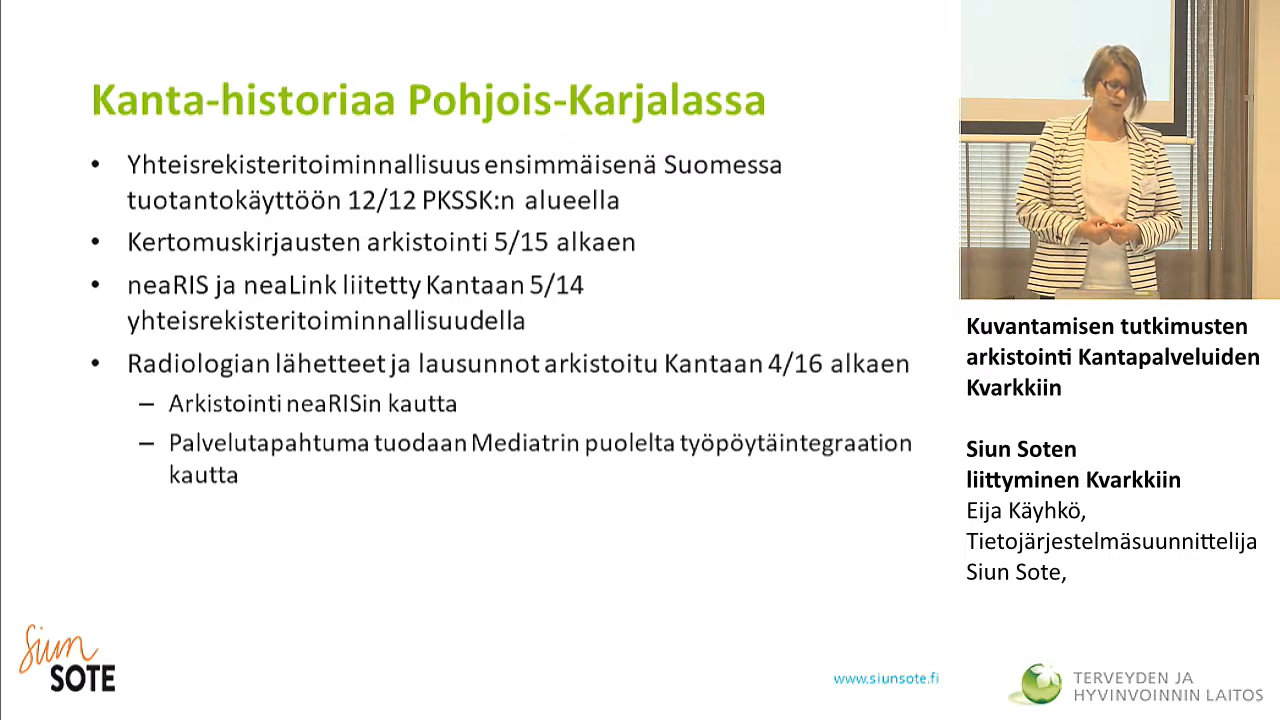 Kanta-historiaa Pohjois-Karjalassa
• Yhteisrekisteritoiminnallisuus ensimmäisenä Suomessa
tuotantokäyttöön 12/12 PKSSK:n alueella
• Kertomuskirjausten arkistointi 5/15 alkaen
• neaRIS ja neaLink liitetty Kantaan 5/14
yhteisrekisteritoiminnallisuudella
• Radiologian lähetteet ja lausunnot arkistoitu Kantaan 4/16 alkaen
– Arkistointi neaRISin kautta
– Palvelutapahtuma tuodaan Mediatrin puolelta työpöytäintegraation
kautta
Kuvantamisen tutkimusten
arkistointi Kantapalveluiden
Kvarkkiin
Siun Soten
liittyminen Kvarkkiin
Eija Käyhkö,
Tietojärjestelmäsuunnittelija
Siun Sote,
Siun
SOTE
www.siunsote.fi
TERVEYDEN JA
HYVINVOINNIN LAITOS